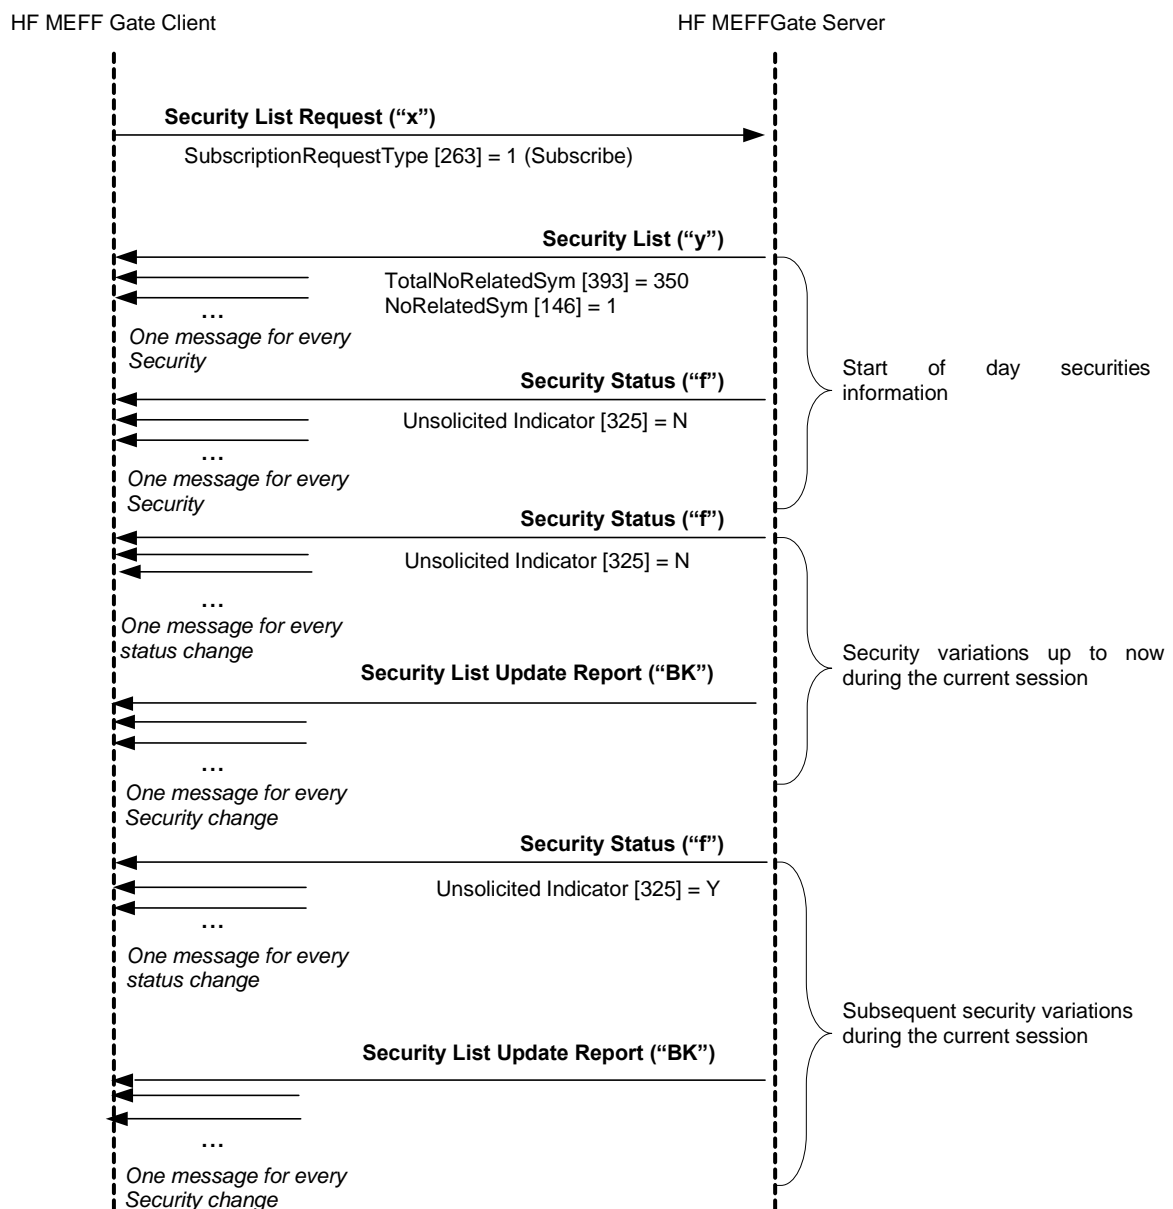 HF MEFF Gate Client
HF MEFFGate Server
Security List Request (“x”)
SubscriptionRequestType [263] = 1 (Subscribe)
Security List (“y”)
TotalNoRelatedSym [393] = 350
NoRelatedSym [146] = 1
...
One message for every
Security
Start of day securities
information
Security Status (“f”)
Unsolicited Indicator [325] = N
...
One message for every
Security
Security Status (“f”)
Unsolicited Indicator [325] = N
...
One message for every
status change
Security variations up to now
during the current session
Security List Update Report (“BK”)
...
One message for every
Security change
Security Status (“f”)
Unsolicited Indicator [325] = Y
...
One message for every
status change
Subsequent security variations
during the current session
Security List Update Report (“BK”)
...
One message for every
Security change